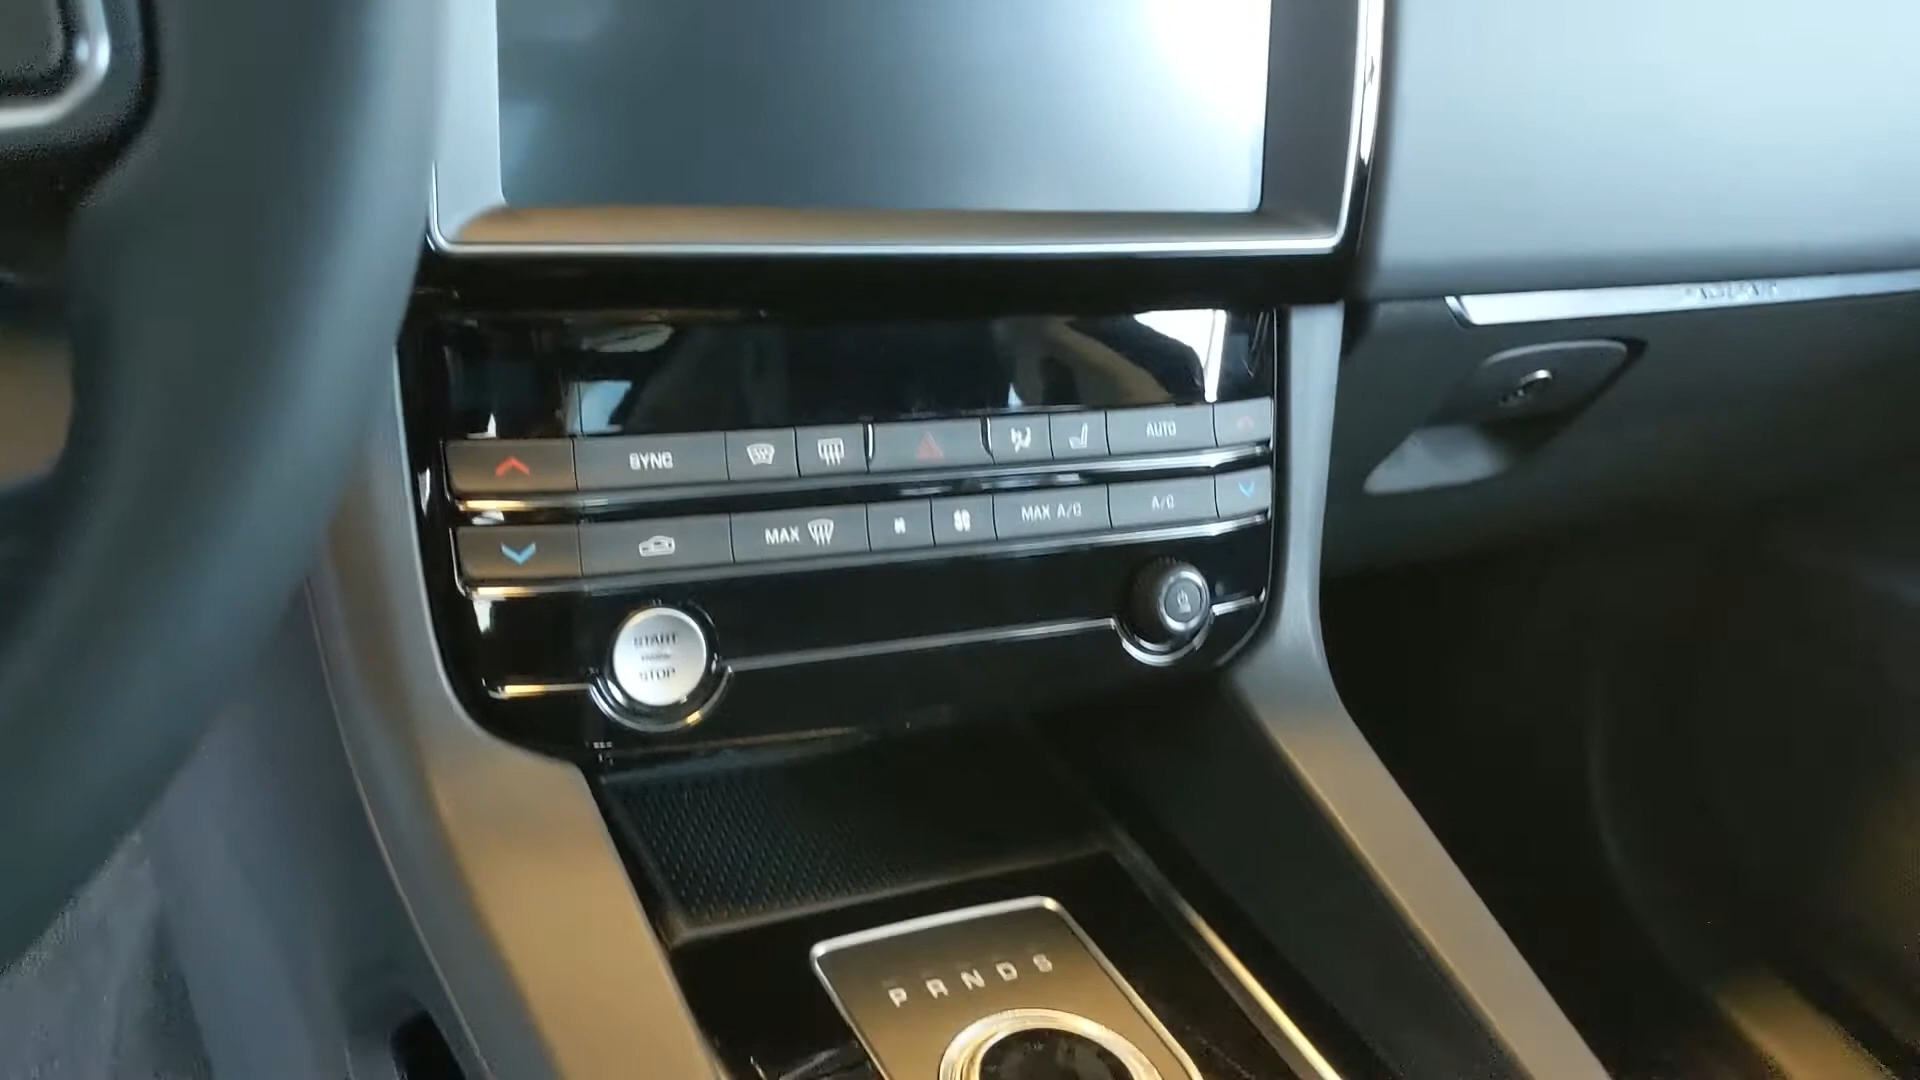 SYNC
AUTO
MAX
MAX A/C
A/C
START
STOP
P R N D S